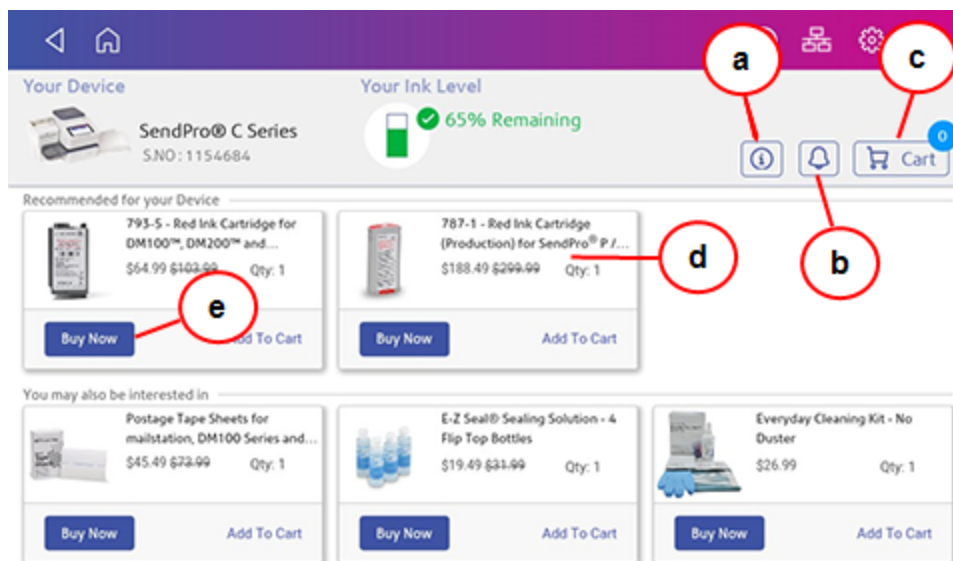 a
c
Your Device
Your Ink Level
SendPro® C Series
S.NO : 1154684
65% Remaining
0
Cart
b
Recommended for your Device
793-5 - Red Ink Cartridge for
DM100™, DM200™ and...
$64.99 $103.99 Qty: 1
787-1 - Red Ink Cartridge
(Production) for SendPro® P /...
$188.49 $299.99 Qty: 1
d
e
Buy Now
Add To Cart
Buy Now
Add To Cart
You may also be interested in
Postage Tape Sheets for
mailstation, DM100 Series and...
$45.49 $73.99 Qty: 1
E-Z Seal® Sealing Solution - 4
Flip Top Bottles
$19.49 $31.99 Qty: 1
Everyday Cleaning Kit - No
Duster
$26.99 Qty: 1
Buy Now
Add To Cart
Buy Now
Add To Cart
Buy Now
Add To Cart